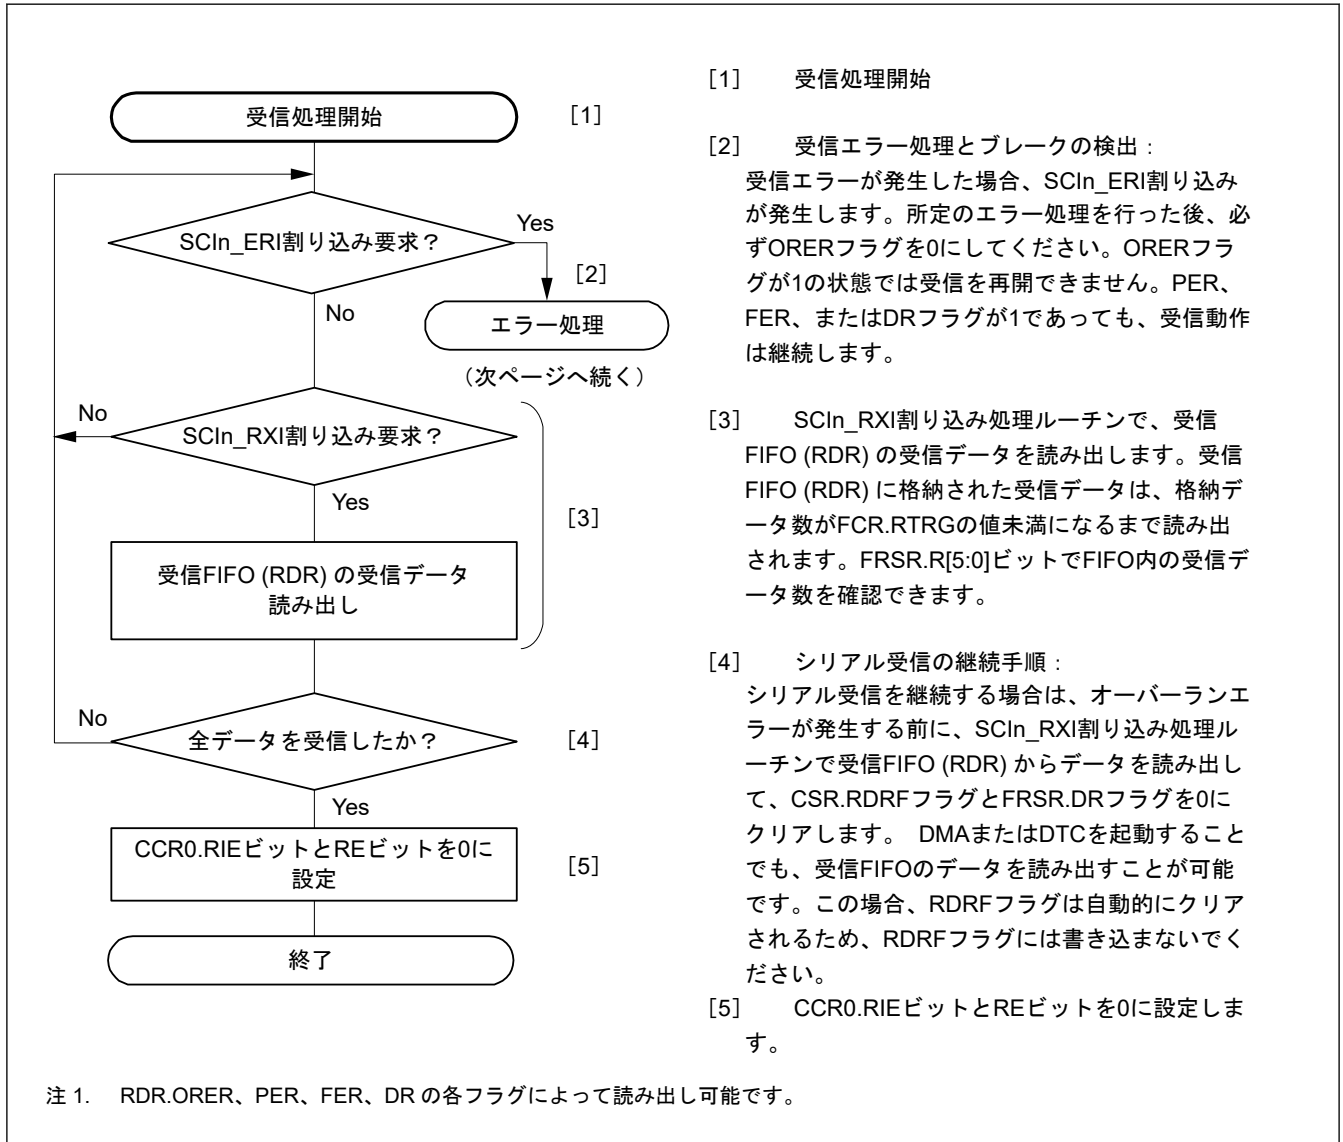 受信処理開始
[1]
SCIn_ERI割り込み要求？
Yes
No
[2]
エラー処理
（次ページへ続く）
SCIn_RXI割り込み要求？
No
Yes
[3]
受信FIFO (RDR) の受信データ
読み出し
全データを受信したか？
No
[4]
Yes
CCR0.RIEビットとREビットを0に
設定
[5]
終了
[1] 受信処理開始
[2] 受信エラー処理とブレークの検出：
受信エラーが発生した場合、SCIn_ERI割り込み
が発生します。所定のエラー処理を行った後、必
ずORERフラグを0にしてください。ORERフラ
グが1の状態では受信を再開できません。PER、
FER、またはDRフラグが1であっても、受信動作
は継続します。
[3] SCIn_RXI割り込み処理ルーチンで、受信
FIFO (RDR) の受信データを読み出します。受信
FIFO (RDR) に格納された受信データは、格納デ
ータ数がFCR.RTRGの値未満になるまで読み出
されます。FRSR.R[5:0]ビットでFIFO内の受信デ
ータ数を確認できます。
[4] シリアル受信の継続手順：
シリアル受信を継続する場合は、オーバーランエ
ラーが発生する前に、SCIn_RXI割り込み処理ル
ーチンで受信FIFO (RDR) からデータを読み出し
て、CSR.RDRFフラグとFRSR.DRフラグを0に
クリアします。 DMAまたはDTCを起動すること
でも、受信FIFOのデータを読み出すことが可能
です。この場合、RDRFフラグは自動的にクリア
されるため、RDRFフラグには書き込まないでく
ださい。
[5] CCR0.RIEビットとREビットを0に設定しま
す。
注 1. RDR.ORER、PER、FER、DR の各フラグによって読み出し可能です。